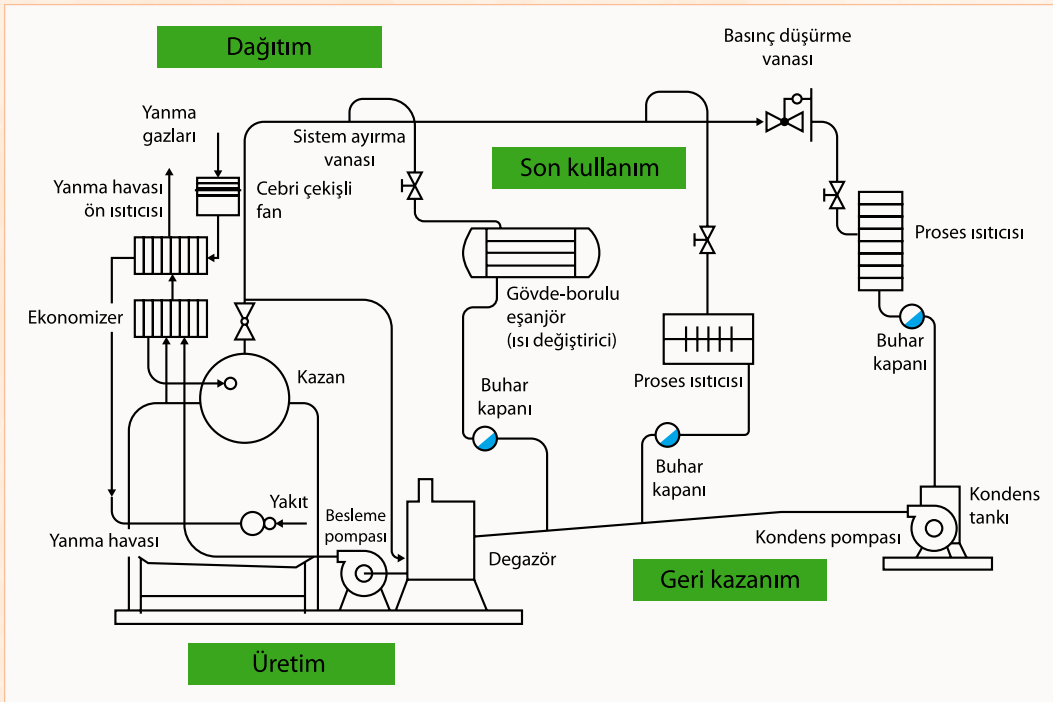 Dağıtım
Basınç düşürme
vanası
Yanma
gazları
Sistem ayırma
vanası
Son kullanım
Yanma havası
ön ısıtıcısı
Cebri çekişli
fan
Proses ısıtıcısı
Ekonomizer
Gövde-borulu
eşanjör
(ısı değiştirici)
Buhar
kapanı
Kazan
Proses ısıtıcısı
Buhar
kapanı
Buhar
kapanı
Yakıt
Besleme
pompası
Kondens
tankı
Yanma havası
Degazör
Kondens pompası
Geri kazanım
Üretim